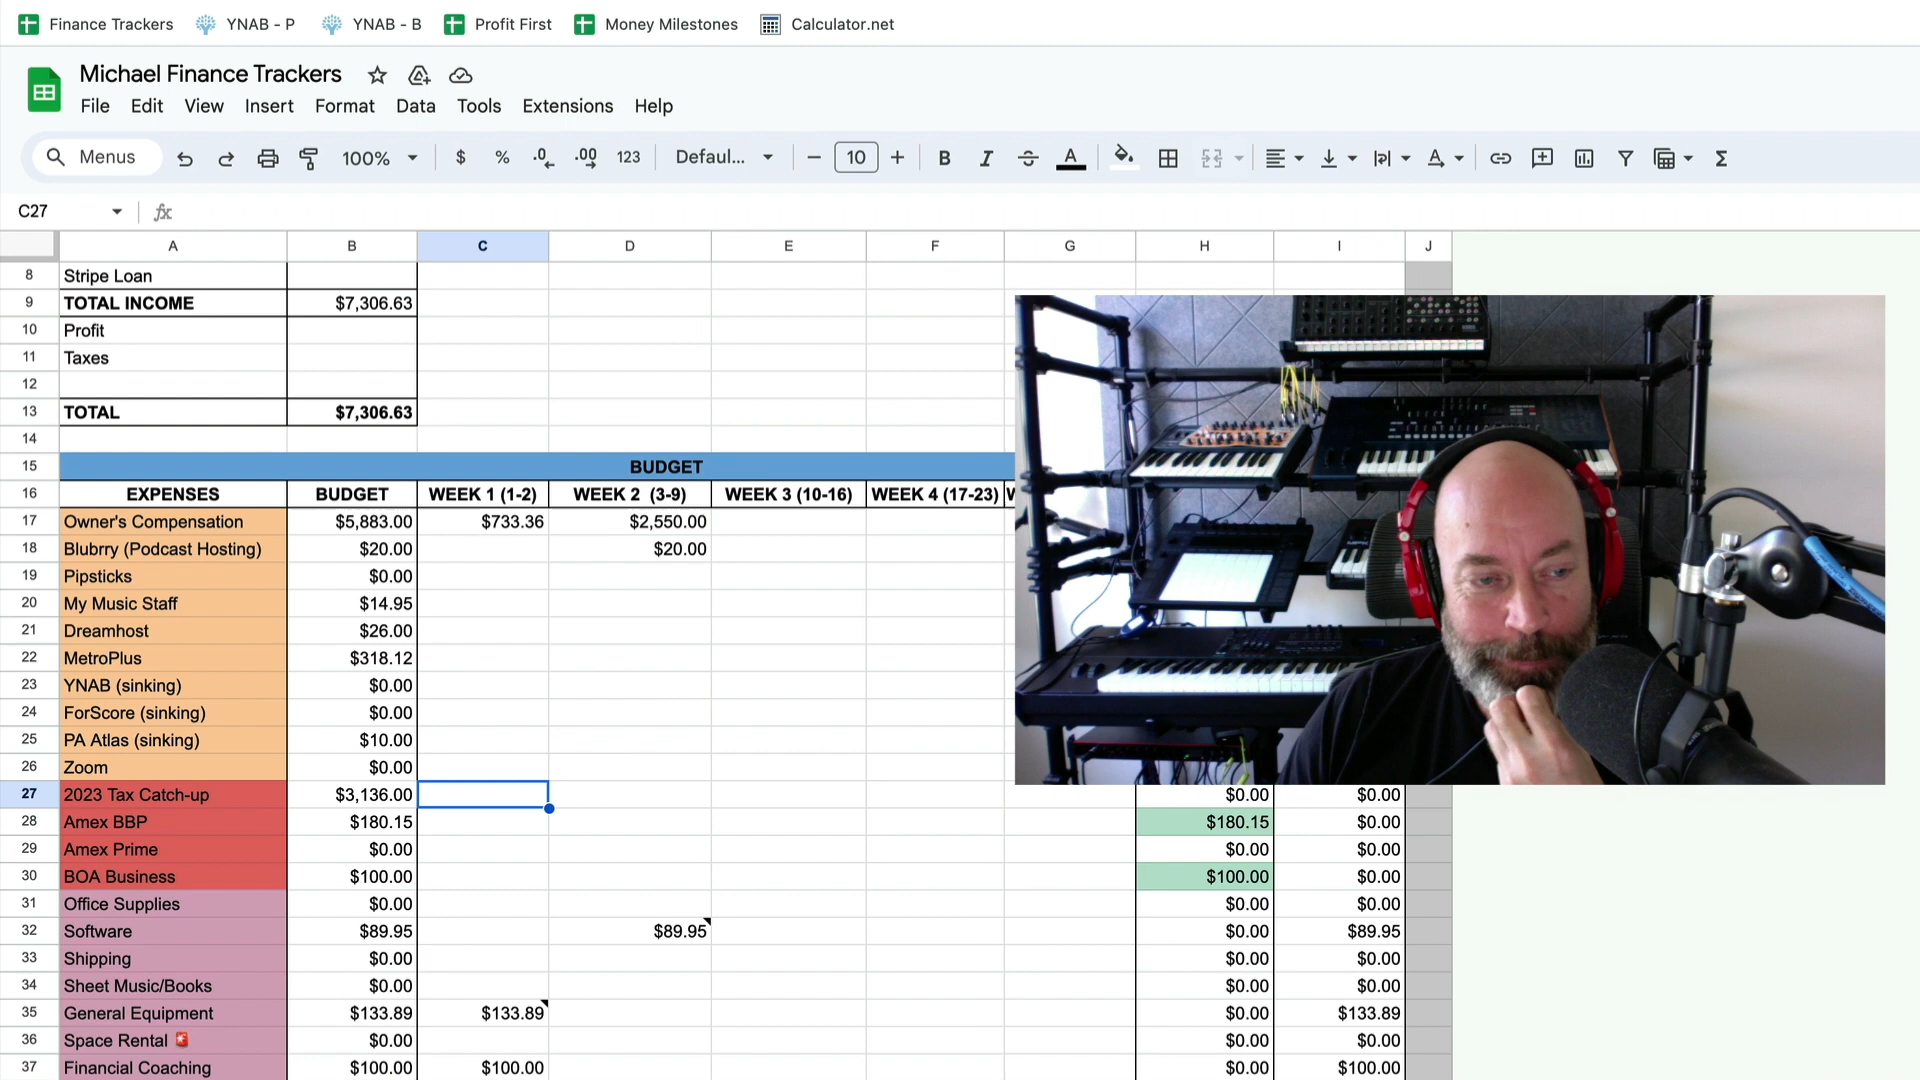 Finance Trackers YNAB - P YNAB - B Profit First Money Milestones Calculator.net
Michael Finance Trackers
File Edit View Insert Format Data Tools Extensions Help
Menus 100% $ % .0 .00 123 Defaul... 10 B I S A Σ
C27 fx
A B C D E F G H I J
8 Stripe Loan
9 TOTAL INCOME $7,306.63
10 Profit
11 Taxes
12
13 TOTAL $7,306.63
14
15 BUDGET
16 EXPENSES BUDGET WEEK 1 (1-2) WEEK 2 (3-9) WEEK 3 (10-16) WEEK 4 (17-23) W
17 Owner's Compensation $5,883.00 $733.36 $2,550.00
18 Blubrry (Podcast Hosting) $20.00 $20.00
19 Pipsticks $0.00
20 My Music Staff $14.95
21 Dreamhost $26.00
22 MetroPlus $318.12
23 YNAB (sinking) $0.00
24 ForScore (sinking) $0.00
25 PA Atlas (sinking) $10.00
26 Zoom $0.00
27 2023 Tax Catch-up $3,136.00 $0.00 $0.00
28 Amex BBP $180.15 $180.15 $0.00
29 Amex Prime $0.00 $0.00 $0.00
30 BOA Business $100.00 $100.00 $0.00
31 Office Supplies $0.00 $0.00 $0.00
32 Software $89.95 $89.95 $0.00 $89.95
33 Shipping $0.00 $0.00 $0.00
34 Sheet Music/Books $0.00 $0.00 $0.00
35 General Equipment $133.89 $133.89 $0.00 $133.89
36 Space Rental $0.00 $0.00 $0.00
37 Financial Coaching $100.00 $100.00 $0.00 $100.00